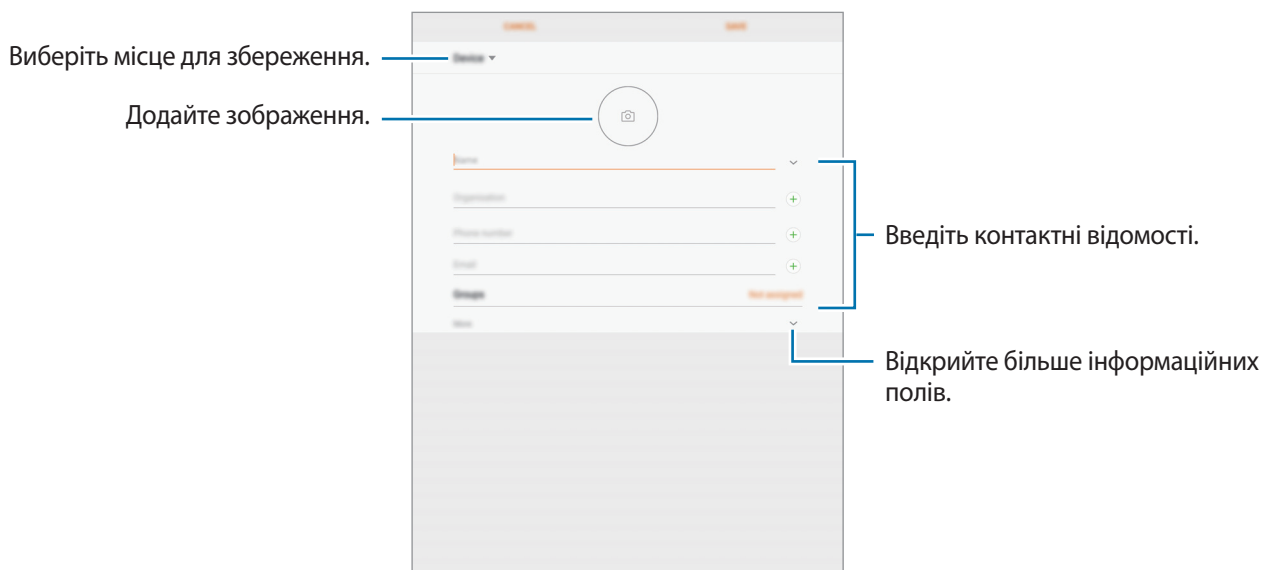 CANCEL
SAVE
Виберіть місце для збереження.
Device
Додайте зображення.
Name
Organisation
Phone number
Email
Введіть контактні відомості.
Groups
Not assigned
More
Відкрийте більше інформаційних
полів.